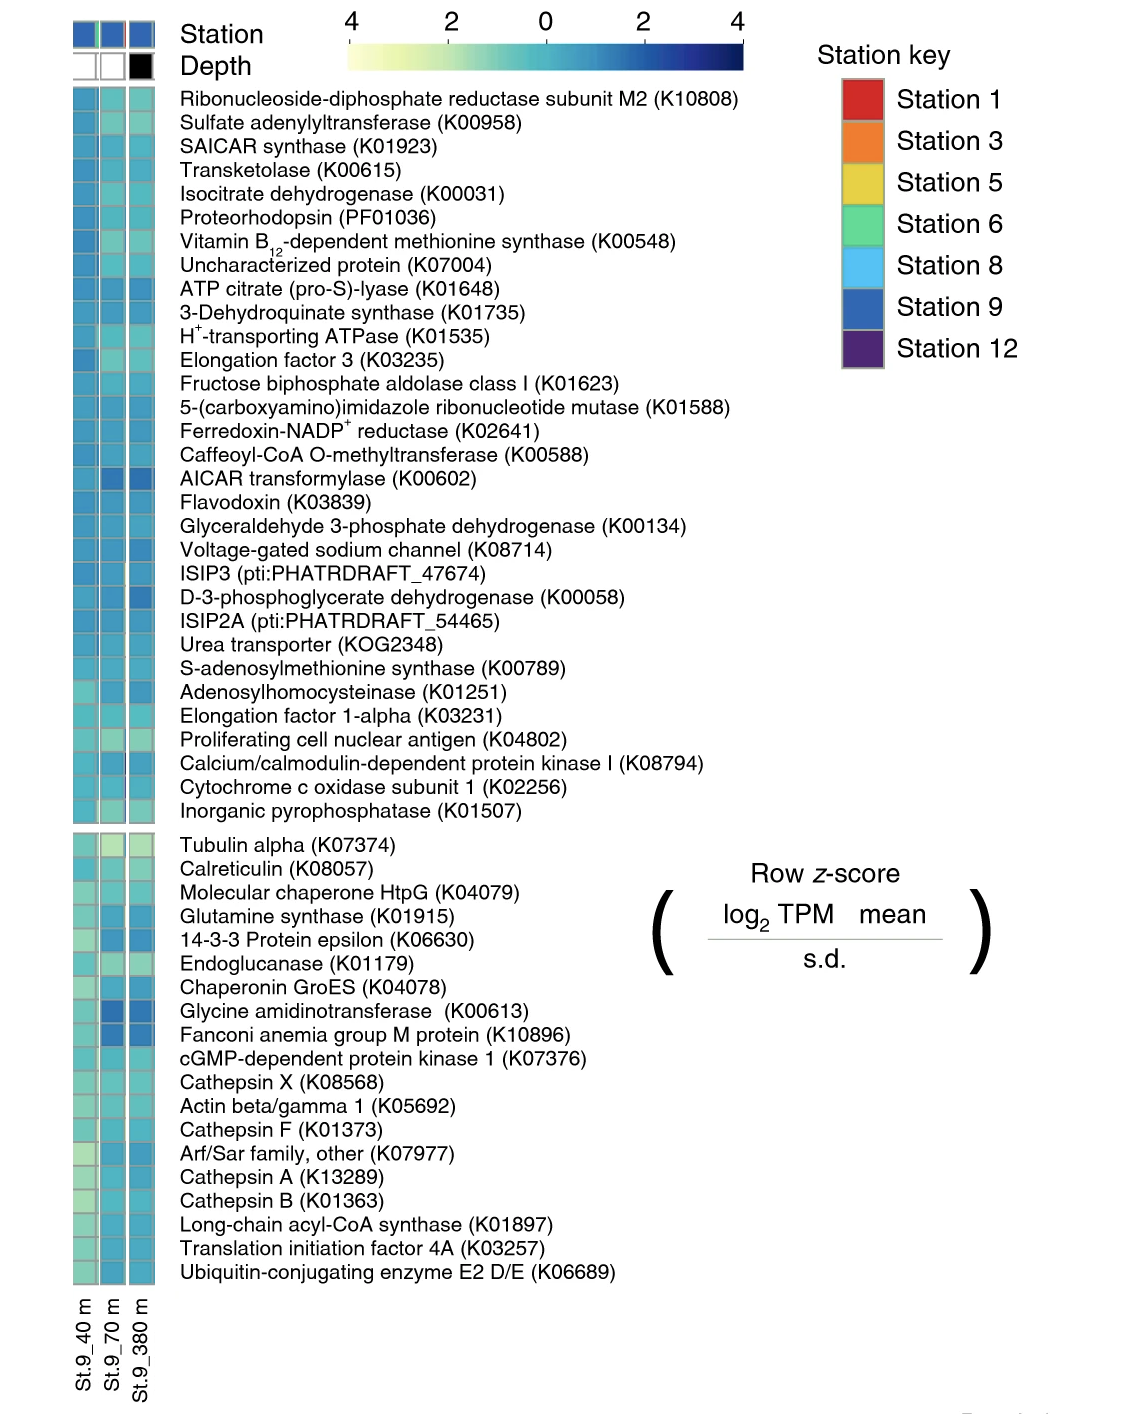 4 2 0 2 4
Station
Depth
Station key
Station 1
Station 3
Station 5
Station 6
Station 8
Station 9
Station 12
Ribonucleoside-diphosphate reductase subunit M2 (K10808)
Sulfate adenylyltransferase (K00958)
SAICAR synthase (K01923)
Transketolase (K00615)
Isocitrate dehydrogenase (K00031)
Proteorhodopsin (PF01036)
Vitamin B12-dependent methionine synthase (K00548)
Uncharacterized protein (K07004)
ATP citrate (pro-S)-lyase (K01648)
3-Dehydroquinate synthase (K01735)
H+-transporting ATPase (K01535)
Elongation factor 3 (K03235)
Fructose biphosphate aldolase class I (K01623)
5-(carboxyamino)imidazole ribonucleotide mutase (K01588)
Ferredoxin-NADP+ reductase (K02641)
Caffeoyl-CoA O-methyltransferase (K00588)
AICAR transformylase (K00602)
Flavodoxin (K03839)
Glyceraldehyde 3-phosphate dehydrogenase (K00134)
Voltage-gated sodium channel (K08714)
ISIP3 (pti:PHATRDRAFT_47674)
D-3-phosphoglycerate dehydrogenase (K00058)
ISIP2A (pti:PHATRDRAFT_54465)
Urea transporter (KOG2348)
S-adenosylmethionine synthase (K00789)
Adenosylhomocysteinase (K01251)
Elongation factor 1-alpha (K03231)
Proliferating cell nuclear antigen (K04802)
Calcium/calmodulin-dependent protein kinase I (K08794)
Cytochrome c oxidase subunit 1 (K02256)
Inorganic pyrophosphatase (K01507)
Tubulin alpha (K07374)
Calreticulin (K08057)
Molecular chaperone HtpG (K04079)
Glutamine synthase (K01915)
14-3-3 Protein epsilon (K06630)
Endoglucanase (K01179)
Chaperonin GroES (K04078)
Glycine amidinotransferase (K00613)
Fanconi anemia group M protein (K10896)
cGMP-dependent protein kinase 1 (K07376)
Cathepsin X (K08568)
Actin beta/gamma 1 (K05692)
Cathepsin F (K01373)
Arf/Sar family, other (K07977)
Cathepsin A (K13289)
Cathepsin B (K01363)
Long-chain acyl-CoA synthase (K01897)
Translation initiation factor 4A (K03257)
Ubiquitin-conjugating enzyme E2 D/E (K06689)
Row z-score
( log2 TPM mean )
s.d.
St.9_40 m
St.9_70 m
St.9_380 m